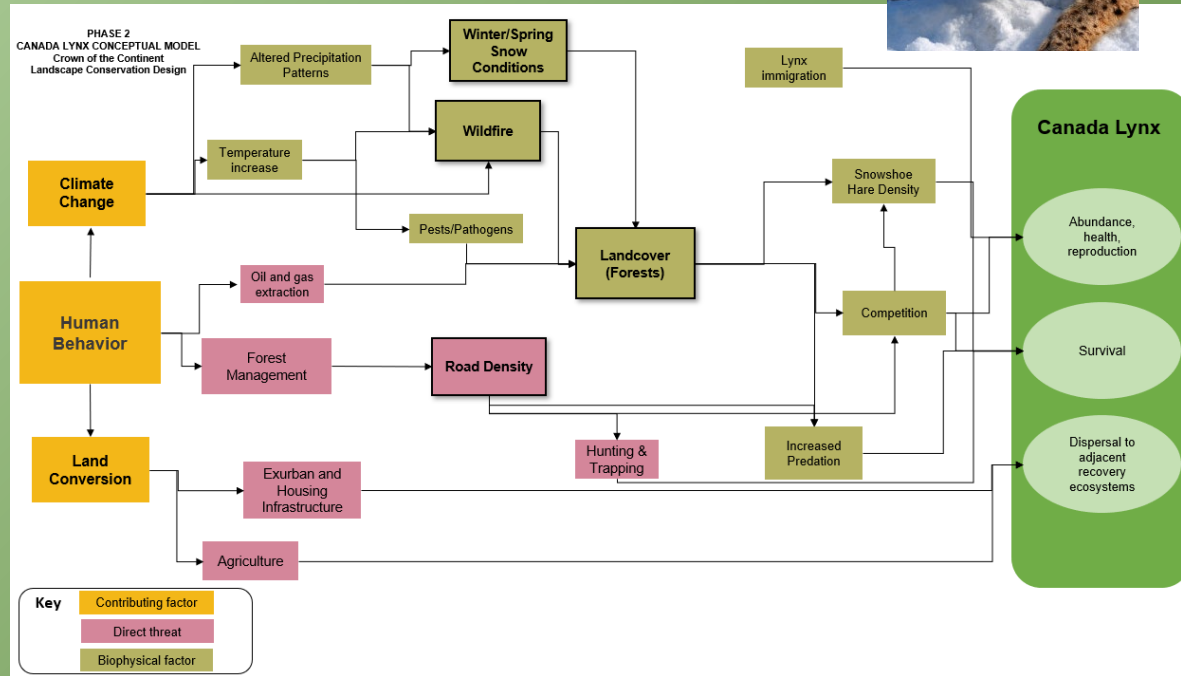 PHASE 2
CANADA LYNX CONCEPTUAL MODEL
Crown of the Continent
Landscape Conservation Design
Altered Precipitation
Patterns
Winter/Spring
Snow
Conditions
Lynx
immigration
Canada Lynx
Wildfire
Temperature
increase
Climate
Change
Snowshoe
Hare Density
Pests/Pathogens
Abundance,
health,
reproduction
Landcover
(Forests)
Oil and gas
extraction
Human
Behavior
Competition
Forest
Management
Road Density
Survival
Hunting &
Trapping
Increased
Predation
Dispersal to
adjacent
recovery
ecosystems
Land
Conversion
Exurban and
Housing
Infrastructure
Agriculture
Key
Contributing factor
Direct threat
Biophysical factor